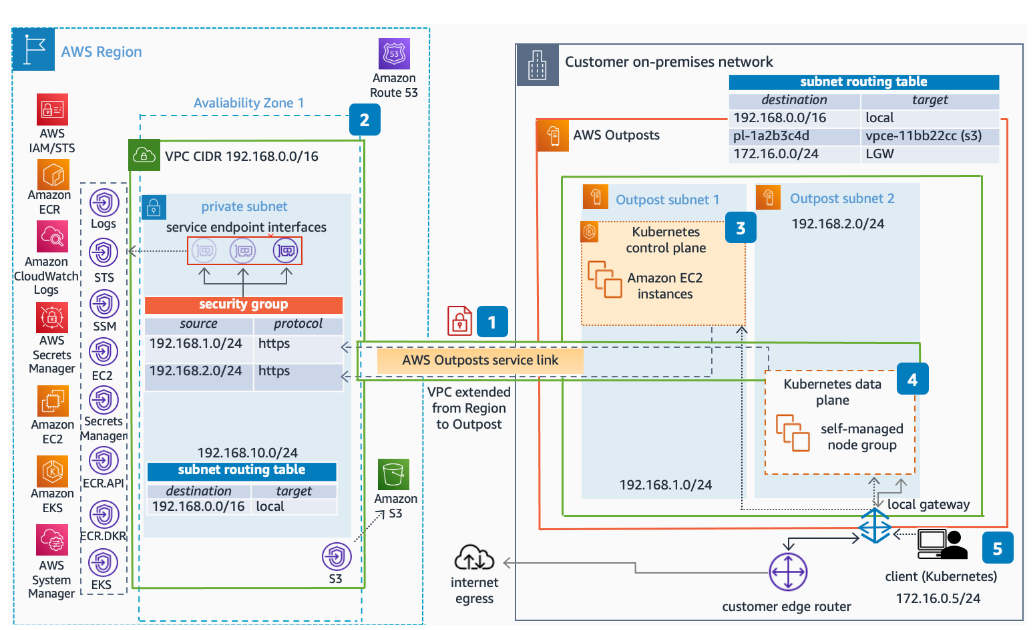 AWS Region
53
Amazon
Route 53
Avaliability Zone 1
2
AWS
IAM/STS
Amazon
ECR
Amazon
CloudWatch
Logs
AWS
Secrets
Manager
Amazon
EC2
Amazon
EKS
AWS
System
Manager
Logs
STS
SSM
EC2
Secrets
Manager
ECR.API
ECR.DKR
EKS
VPC CIDR 192.168.0.0/16
private subnet
service endpoint interfaces
security group
source protocol
192.168.1.0/24 https
192.168.2.0/24 https
192.168.10.0/24
subnet routing table
destination target
192.168.0.0/16 local
S3
Amazon
S3
1
AWS Outposts service link
VPC extended
from Region
to Outpost
Customer on-premises network
subnet routing table
destination target
192.168.0.0/16 local
pl-1a2b3c4d vpce-11bb22cc (s3)
172.16.0.0/24 LGW
AWS Outposts
Outpost subnet 1
Outpost subnet 2
192.168.2.0/24
3
Kubernetes
control plane
Amazon EC2
instances
4
Kubernetes data
plane
self-managed
node group
192.168.1.0/24
local gateway
5
client (Kubernetes)
172.16.0.5/24
customer edge router
internet
egress